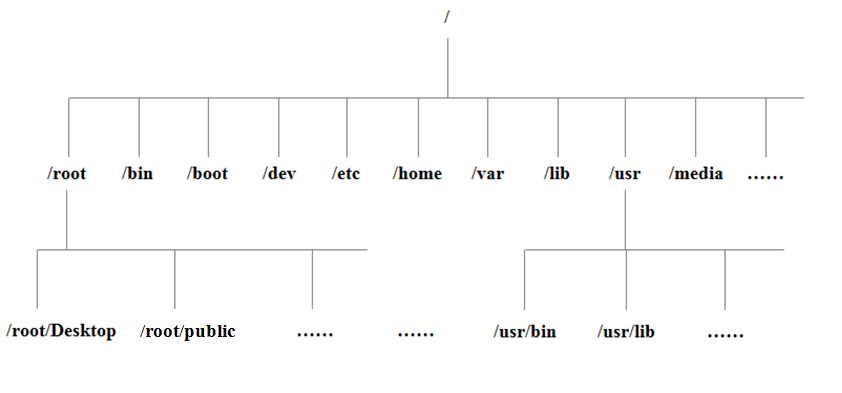 /
/root /bin /boot /dev /etc /home /var /lib /usr /media ……
/root/Desktop /root/public …… …… /usr/bin /usr/lib ……